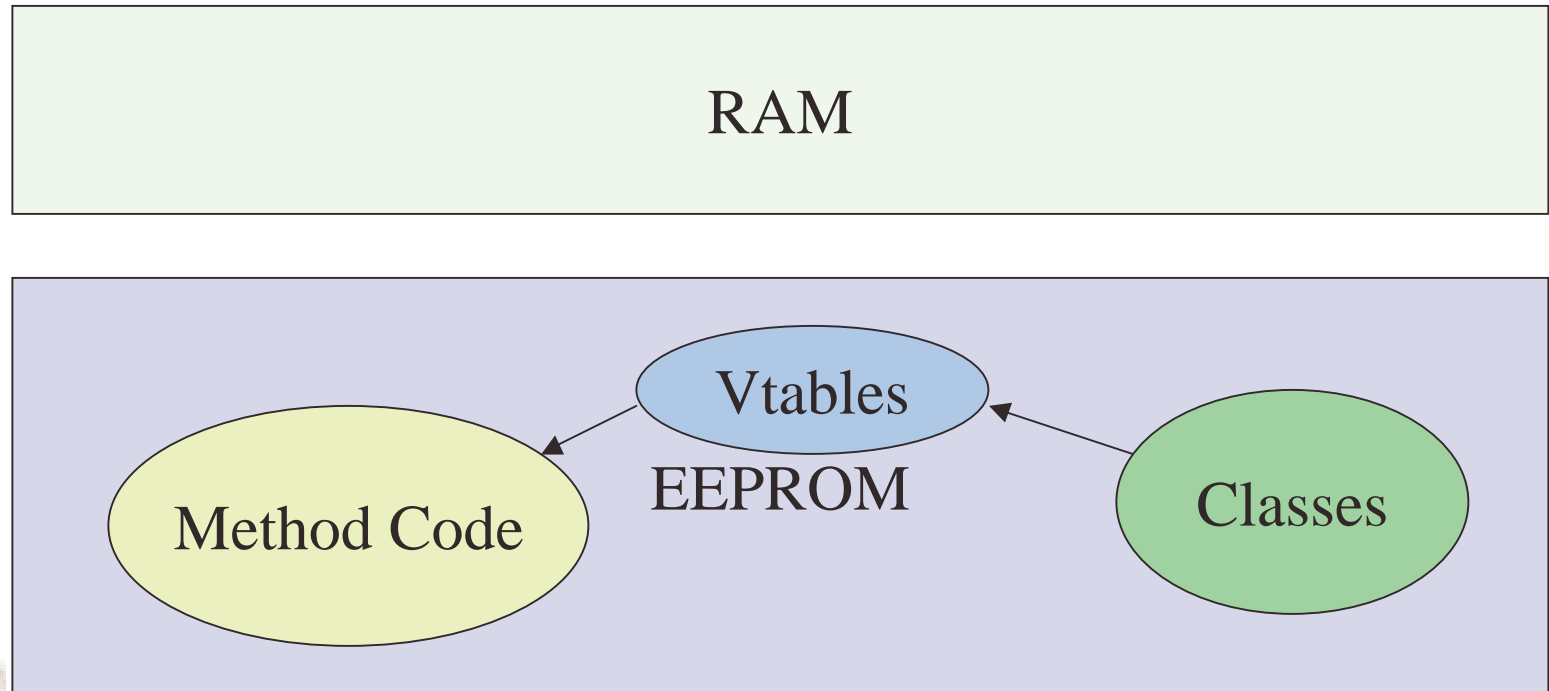 RAM
Vtables
EEPROM
Method Code
Classes